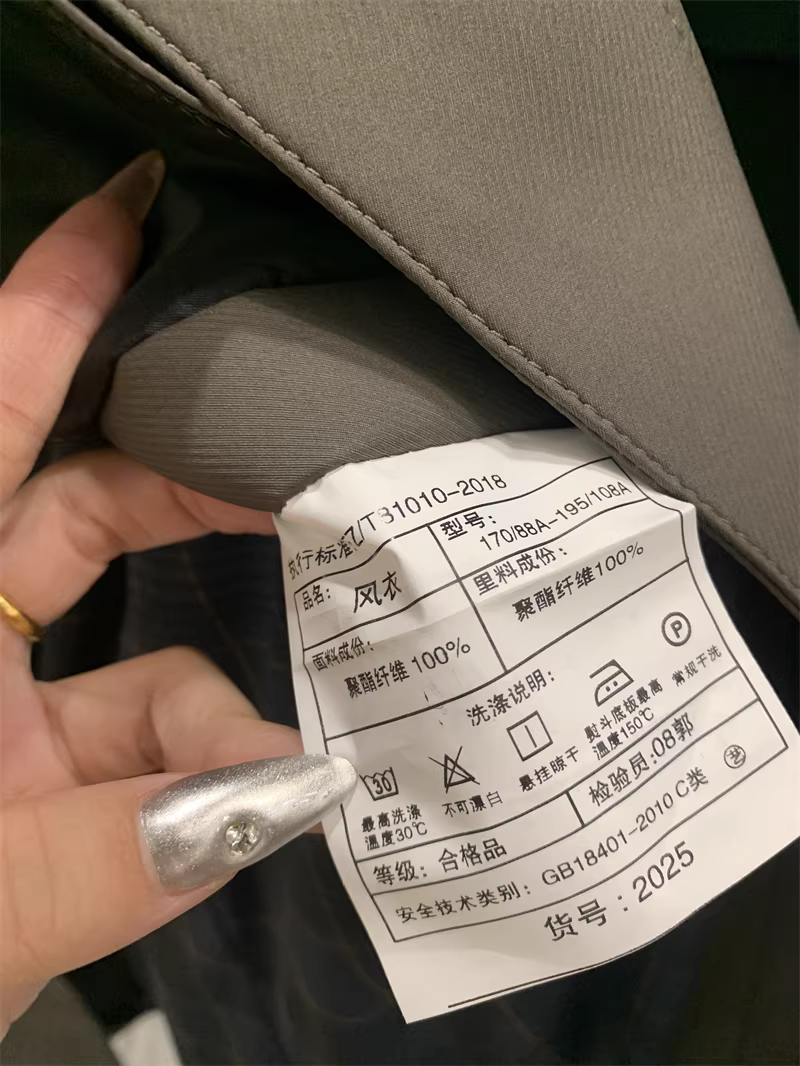 执行标准 Z/T81010-2018
品名： 风衣
型号：
170/88A-195/108A
面料成份：
聚酯纤维100%
里料成份：
聚酯纤维100%
洗涤说明：
30
P
最高洗涤
温度30℃
不可漂白
悬挂晾干
熨斗底板最高
温度150℃
常规干洗
等级：合格品
检验员：08郭
安全技术类别：GB18401-2010 C类
货号：2025